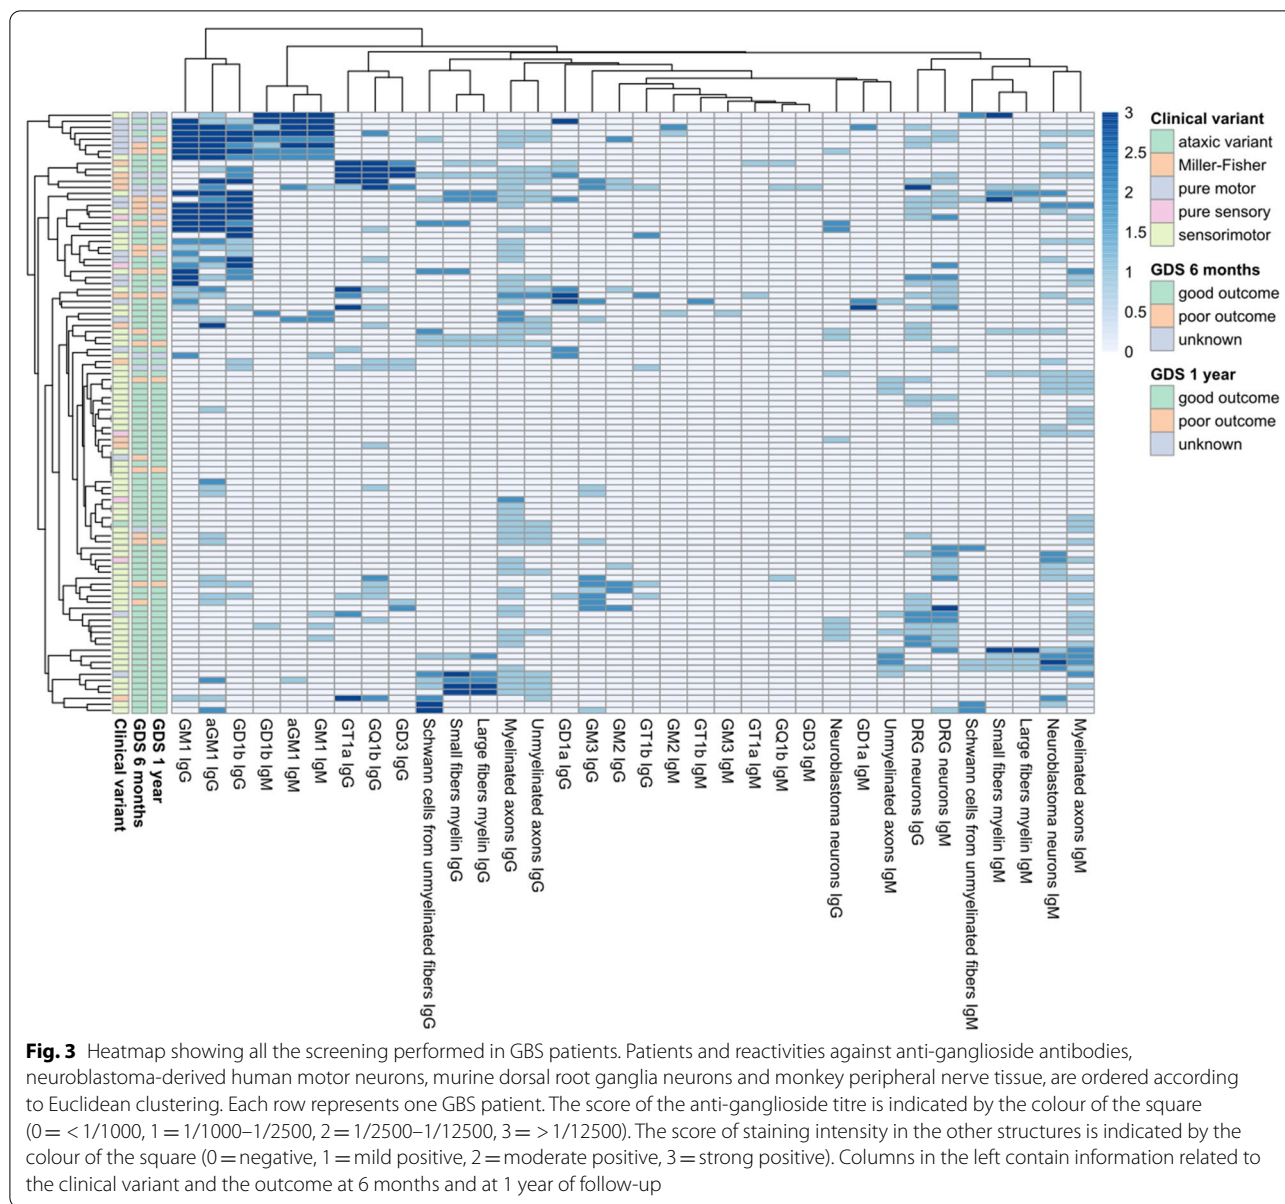 3
2.5
2
1.5
1
0.5
0
Clinical variant
ataxic variant
Miller-Fisher
pure motor
pure sensory
sensorimotor
GDS 6 months
good outcome
poor outcome
unknown
GDS 1 year
good outcome
poor outcome
unknown
Clinical variant
GDS 6 months
GDS 1 year
GM1 IgG
aGM1 IgG
GD1b IgG
GD1b IgM
aGM1 IgM
GM1 IgM
GT1a IgG
GQ1b IgG
GD3 IgG
Schwann cells from unmyelinated fibers IgG
Small fibers myelin IgG
Large fibers myelin IgG
Myelinated axons IgG
Unmyelinated axons IgG
GD1a IgG
GM3 IgG
GM2 IgG
GT1b IgG
GM2 IgM
GT1b IgM
GM3 IgM
GT1a IgM
GQ1b IgM
GD3 IgM
Neuroblastoma neurons IgG
GD1a IgM
Unmyelinated axons IgM
DRG neurons IgG
DRG neurons IgM
Schwann cells from unmyelinated fibers IgM
Small fibers myelin IgM
Large fibers myelin IgM
Neuroblastoma neurons IgM
Myelinated axons IgM
Fig. 3 Heatmap showing all the screening performed in GBS patients. Patients and reactivities against anti-ganglioside antibodies,
neuroblastoma-derived human motor neurons, murine dorsal root ganglia neurons and monkey peripheral nerve tissue, are ordered according
to Euclidean clustering. Each row represents one GBS patient. The score of the anti-ganglioside titre is indicated by the colour of the square
(0 = < 1/1000, 1 = 1/1000–1/2500, 2 = 1/2500–1/12500, 3 = > 1/12500). The score of staining intensity in the other structures is indicated by the
colour of the square (0 = negative, 1 = mild positive, 2 = moderate positive, 3 = strong positive). Columns in the left contain information related to
the clinical variant and the outcome at 6 months and at 1 year of follow-up